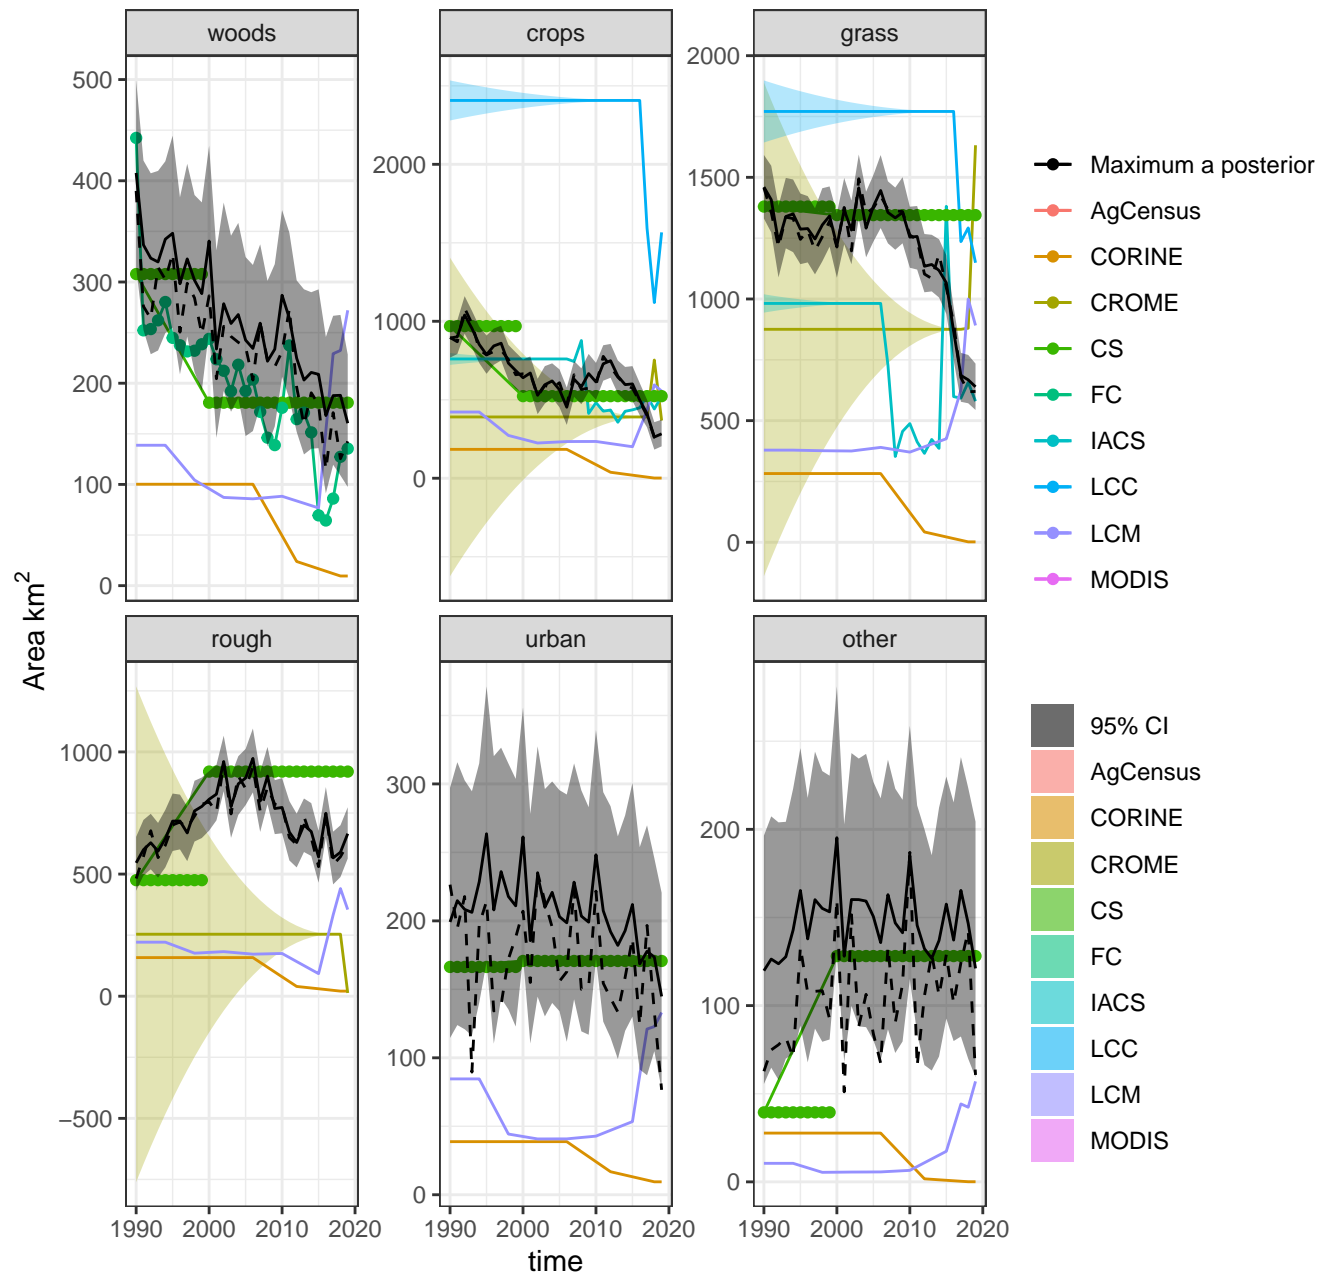 woods
crops
grass
500
400
300
200
100
0
2000
1000
0
2000
1500
1000
500
0
Area km²
rough
urban
other
1000
500
0
−500
300
200
100
0
200
100
0
1990 2000 2010 2020
1990 2000 2010 2020
1990 2000 2010 2020
time
Maximum a posterior
AgCensus
CORINE
CROME
CS
FC
IACS
LCC
LCM
MODIS
95% CI
AgCensus
CORINE
CROME
CS
FC
IACS
LCC
LCM
MODIS